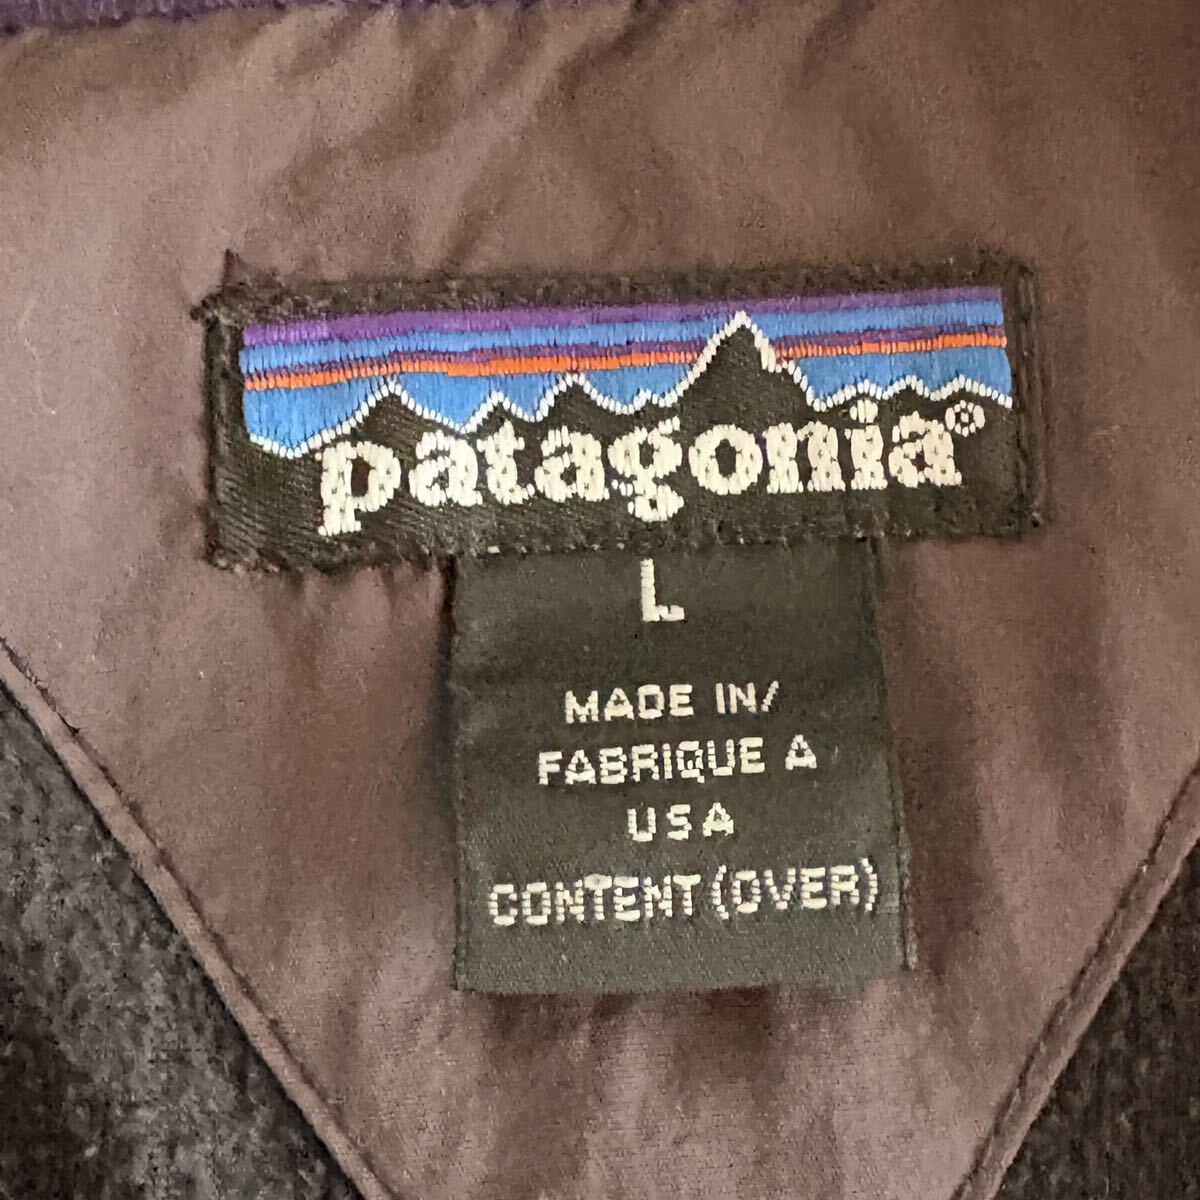 patagonia®
L
MADE IN/
FABRIQUE A
USA
CONTENT (OVER)